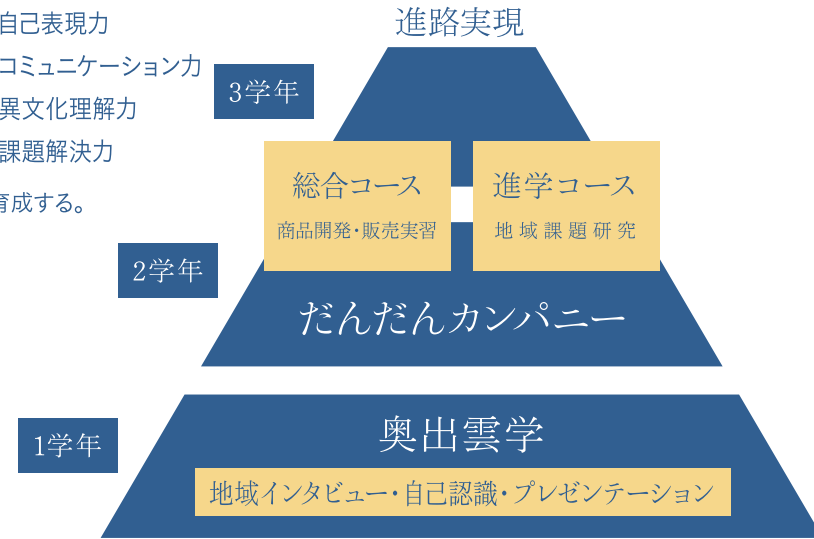 自己表現力
コミュニケーション力
異文化理解力
課題解決力
育成する。
進路実現
3学年
総合コース
商品開発・販売実習
進学コース
地域課題研究
2学年
だんだんカンパニー
1学年
奥出雲学
地域インタビュー・自己認識・プレゼンテーション